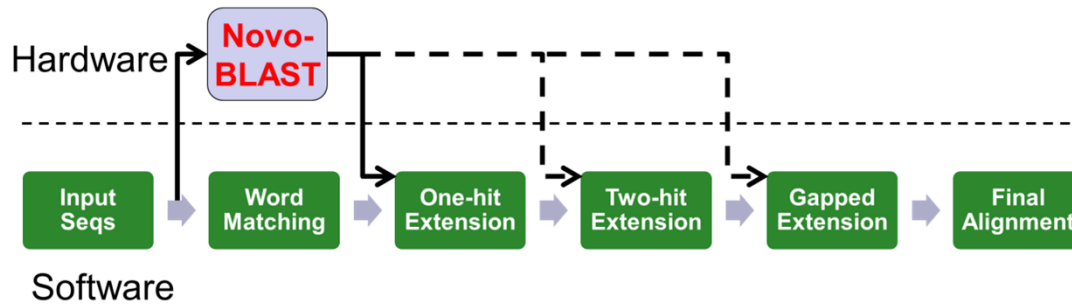 Hardware
Novo-
BLAST
Input
Seqs
Word
Matching
One-hit
Extension
Two-hit
Extension
Gapped
Extension
Final
Alignment
Software